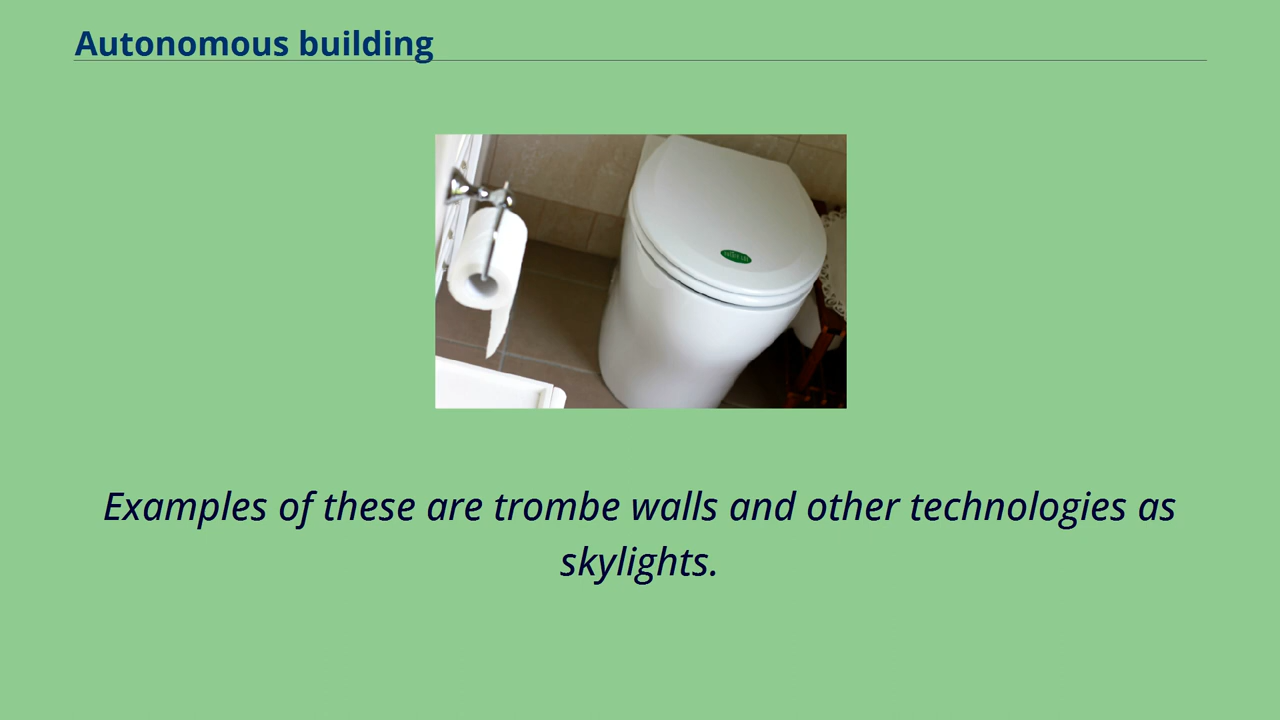 Autonomous building
Examples of these are trombe walls and other technologies as
skylights.